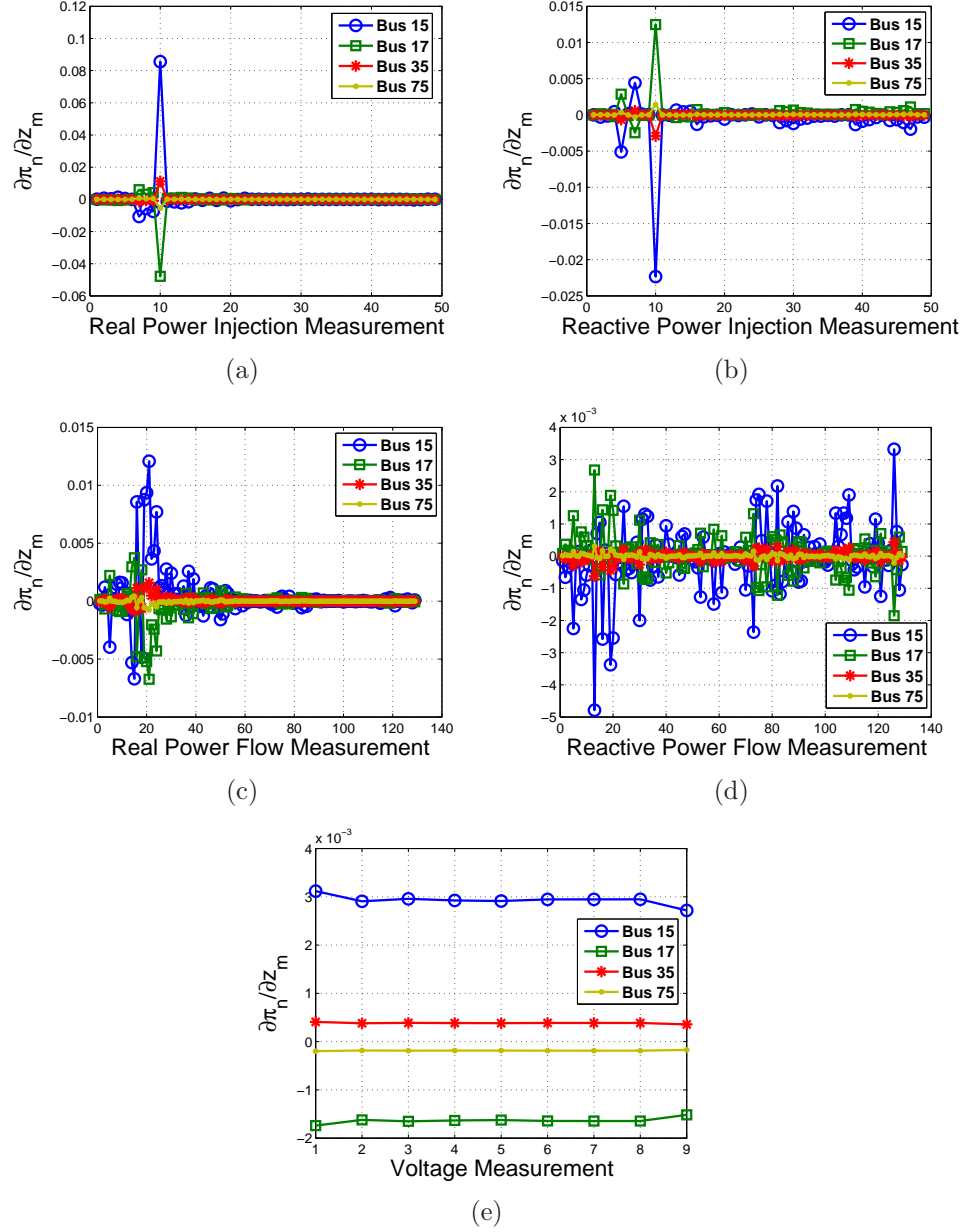 0.12
0.1
0.08
0.06
0.04
0.02
0
−0.02
−0.04
−0.06
∂π_n/∂z_m
0 10 20 30 40 50
Real Power Injection Measurement
Bus 15
Bus 17
Bus 35
Bus 75
(a)
0.015
0.01
0.005
0
−0.005
−0.01
−0.015
−0.02
−0.025
∂π_n/∂z_m
0 10 20 30 40 50
Reactive Power Injection Measurement
Bus 15
Bus 17
Bus 35
Bus 75
(b)
0.015
0.01
0.005
0
−0.005
−0.01
∂π_n/∂z_m
0 20 40 60 80 100 120 140
Real Power Flow Measurement
Bus 15
Bus 17
Bus 35
Bus 75
(c)
x 10⁻³
4
3
2
1
0
−1
−2
−3
−4
−5
∂π_n/∂z_m
0 20 40 60 80 100 120 140
Reactive Power Flow Measurement
Bus 15
Bus 17
Bus 35
Bus 75
(d)
x 10⁻³
4
3
2
1
0
−1
−2
∂π_n/∂z_m
1 2 3 4 5 6 7 8 9
Voltage Measurement
Bus 15
Bus 17
Bus 35
Bus 75
(e)